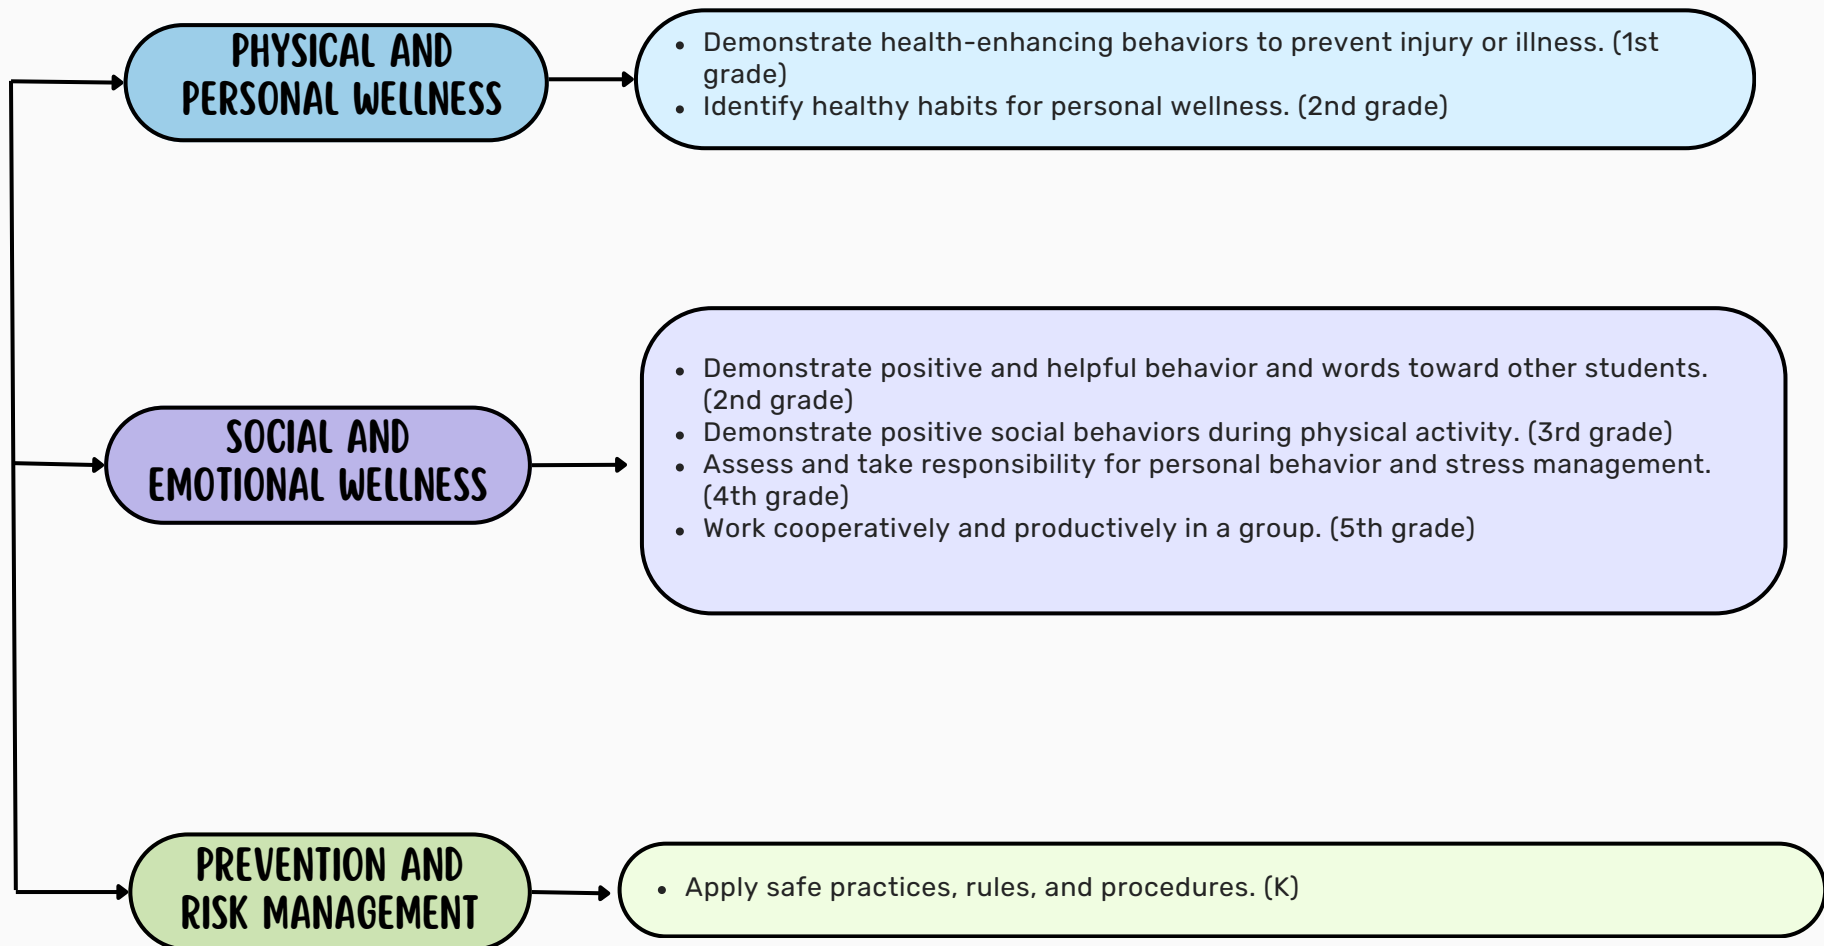 PHYSICAL AND
PERSONAL WELLNESS
• Demonstrate health-enhancing behaviors to prevent injury or illness. (1st
grade)
• Identify healthy habits for personal wellness. (2nd grade)
SOCIAL AND
EMOTIONAL WELLNESS
• Demonstrate positive and helpful behavior and words toward other students.
(2nd grade)
• Demonstrate positive social behaviors during physical activity. (3rd grade)
• Assess and take responsibility for personal behavior and stress management.
(4th grade)
• Work cooperatively and productively in a group. (5th grade)
PREVENTION AND
RISK MANAGEMENT
• Apply safe practices, rules, and procedures. (K)